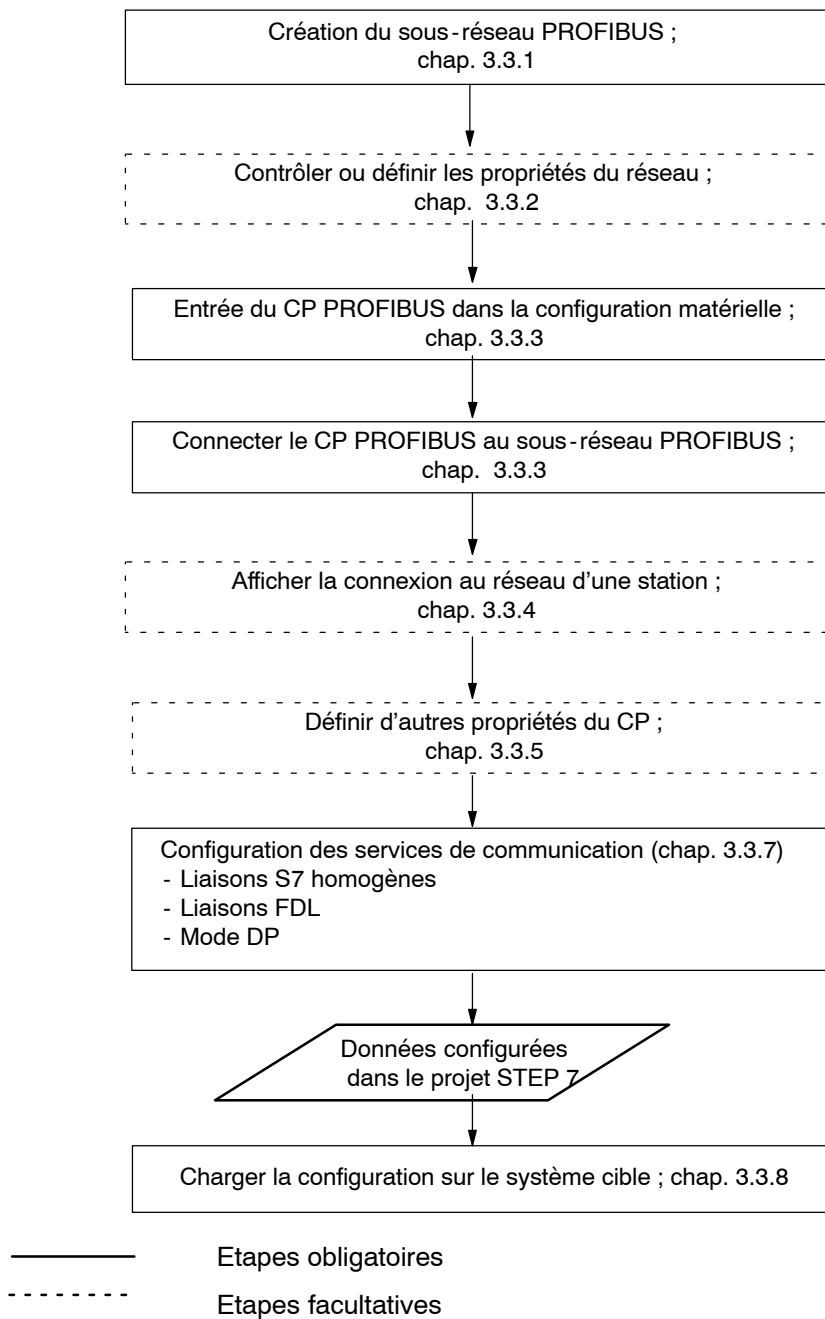 Création du sous-réseau PROFIBUS ;
chap. 3.3.1
Contrôler ou définir les propriétés du réseau ;
chap. 3.3.2
Entrée du CP PROFIBUS dans la configuration matérielle ;
chap. 3.3.3
Connecter le CP PROFIBUS au sous-réseau PROFIBUS ;
chap. 3.3.3
Afficher la connexion au réseau d'une station ;
chap. 3.3.4
Définir d'autres propriétés du CP ;
chap. 3.3.5
Configuration des services de communication (chap. 3.3.7)
- Liaisons S7 homogènes
- Liaisons FDL
- Mode DP
Données configurées
dans le projet STEP 7
Charger la configuration sur le système cible ; chap. 3.3.8
Etapes obligatoires
Etapes facultatives